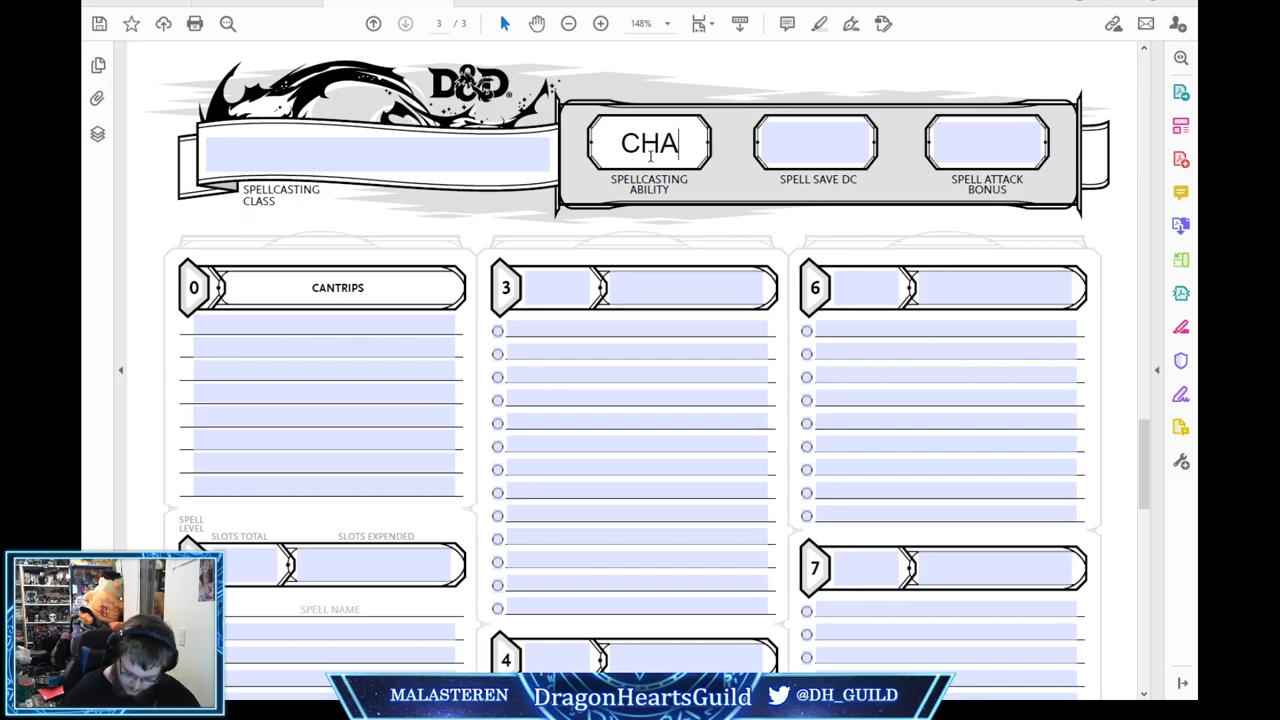 3 / 3
148%
D&D
CHA
SPELLCASTING
CLASS
SPELLCASTING
ABILITY
SPELL SAVE DC
SPELL ATTACK
BONUS
0
CANTRIPS
3
6
SPELL
LEVEL
SLOTS TOTAL
SLOTS EXPENDED
7
SPELL NAME
4
MALASTEREN
DragonHeartsGuild
@DH_GUILD